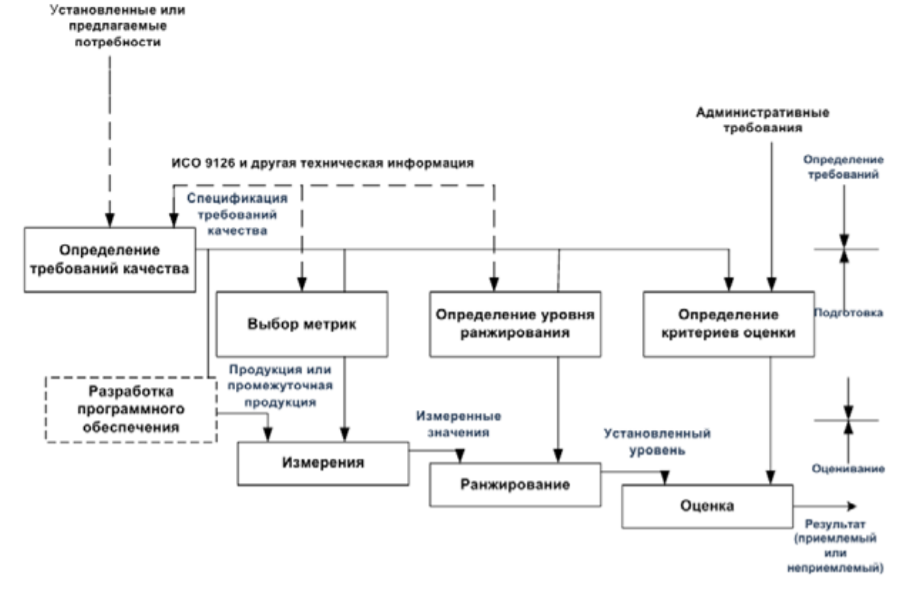 Установленные или
предлагаемые
потребности
Административные
требования
Определение
требований
ИСО 9126 и другая техническая информация
Спецификация
требований
качества
Определение
требований качества
Выбор метрик
Определение уровня
ранжирования
Определение
критериев оценки
Подготовка
Продукция или
промежуточная
продукция
Разработка
программного
обеспечения
Измеренные
значения
Установленный
уровень
Измерения
Ранжирование
Оценивание
Оценка
Результат
(приемлемый
или
неприемлемый)